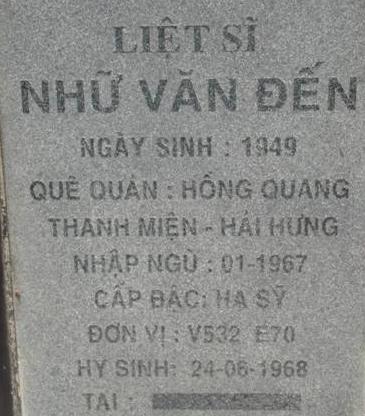 LIỆT SĨ
NHỮ VĂN ĐẾN
NGÀY SINH : 1949
QUÊ QUÁN : HỒNG QUANG
THANH MIỆN - HẢI HƯNG
NHẬP NGŨ : 01-1967
CẤP BẬC: HẠ SỸ
ĐƠN VỊ : V532 E70
HY SINH: 24-06-1968
TẠI :